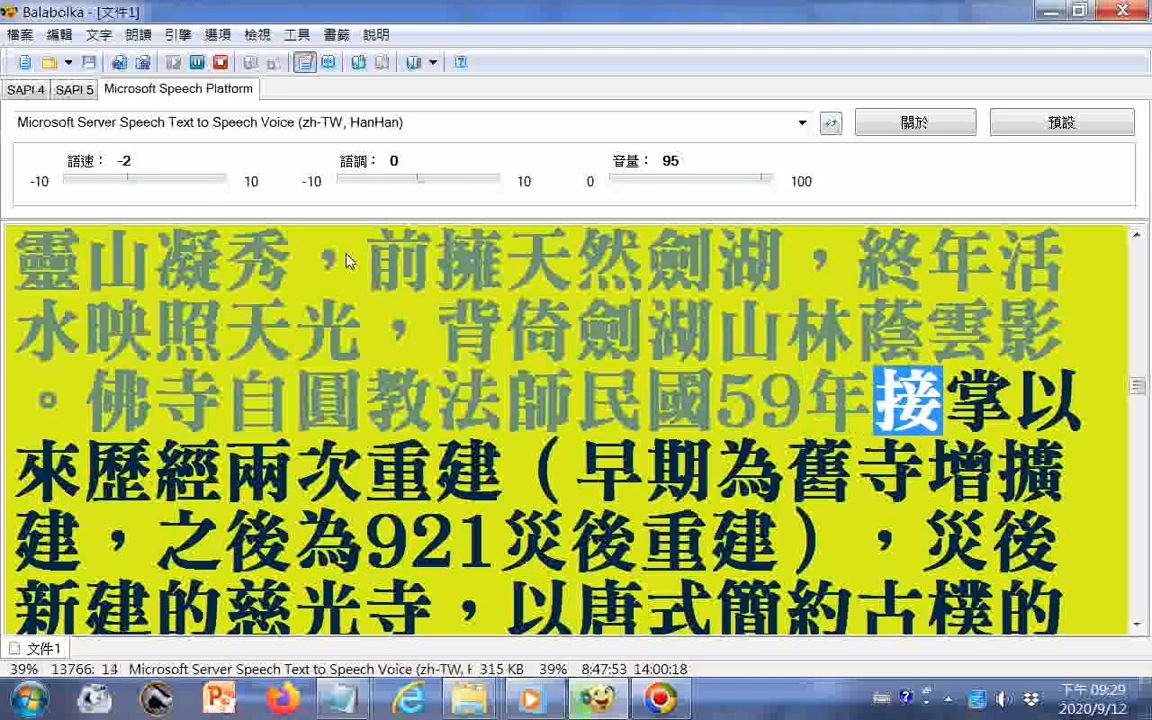 Balabolka - [文件1]
檔案 編輯 文字 朗讀 引擎 選項 檢視 工具 書籤 說明
SAPI 4 SAPI 5 Microsoft Speech Platform
Microsoft Server Speech Text to Speech Voice (zh-TW, HanHan) 關於 預設
語速： -2 語調： 0 音量： 95
-10 10 -10 10 0 100
靈山凝秀，前擁天然劍湖，終年活
水映照天光，背倚劍湖山林蔭雲影
。佛寺自圓教法師民國59年接掌以
來歷經兩次重建（早期為舊寺增擴
建，之後為921災後重建），災後
新建的慈光寺，以唐式簡約古樸的
文件1
39% 13766: 14 Microsoft Server Speech Text to Speech Voice (zh-TW, H 315 KB 39% 8:47:53 14:00:18
下午 09:29
2020/9/12